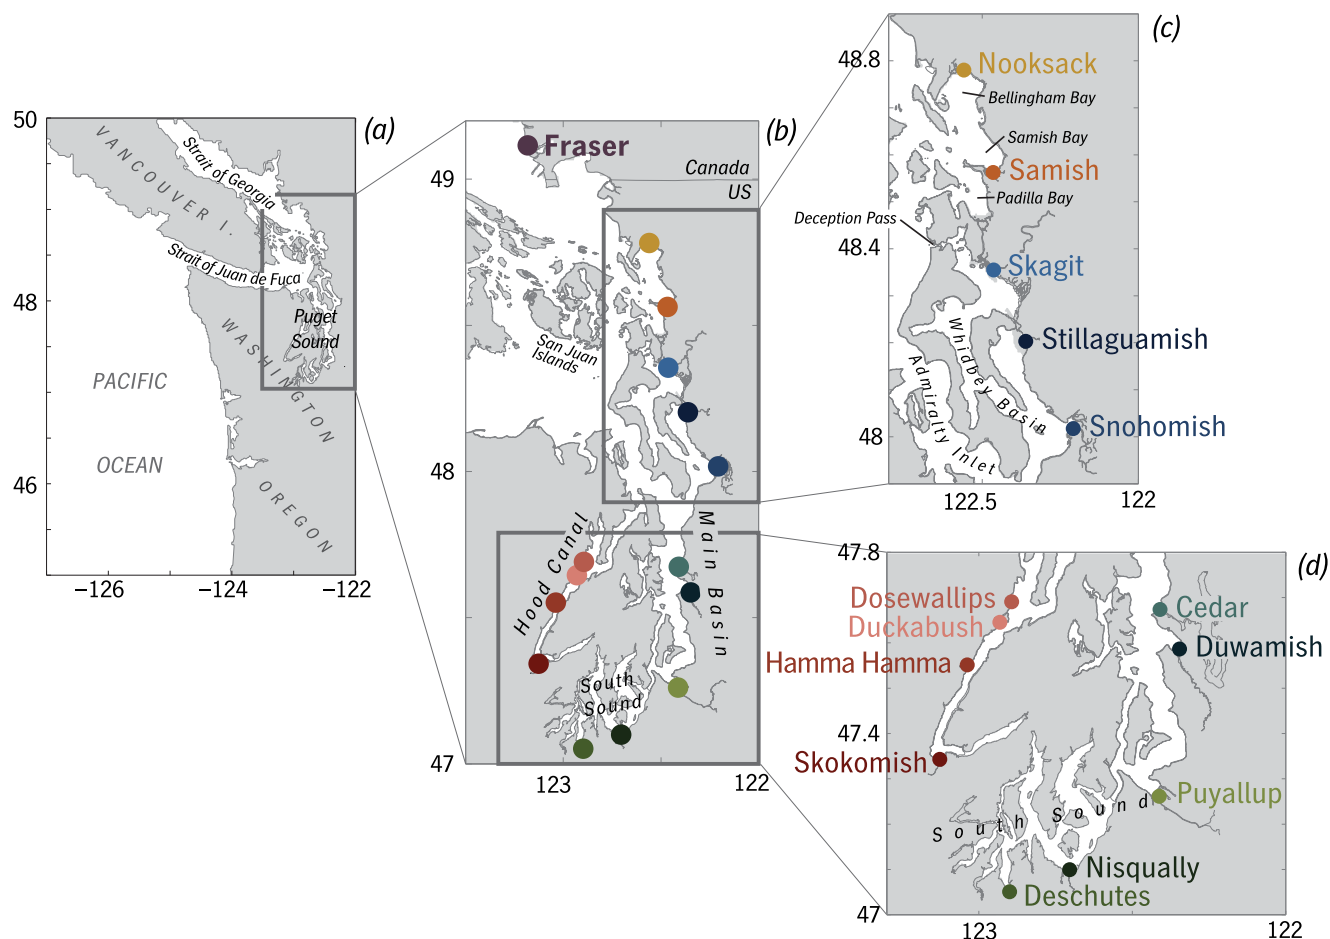 (a)
50
48
46
−126
−124
−122
VANCOUVER I.
Strait of Georgia
Strait of Juan de Fuca
Puget
Sound
WASHINGTON
PACIFIC
OCEAN
OREGON
(b)
49
48
47
123
122
Fraser
Canada
US
San Juan
Islands
Hood Canal
Main Basin
South
Sound
(c)
48.8
48.4
48
122.5
122
Nooksack
Bellingham Bay
Samish Bay
Samish
Padilla Bay
Deception Pass
Skagit
Stillaguamish
Whidbey Basin
Snohomish
Admiralty Inlet
(d)
47.8
47.4
47
123
122
Dosewallips
Duckabush
Hamma Hamma
Skokomish
Cedar
Duwamish
Puyallup
South Sound
Nisqually
Deschutes